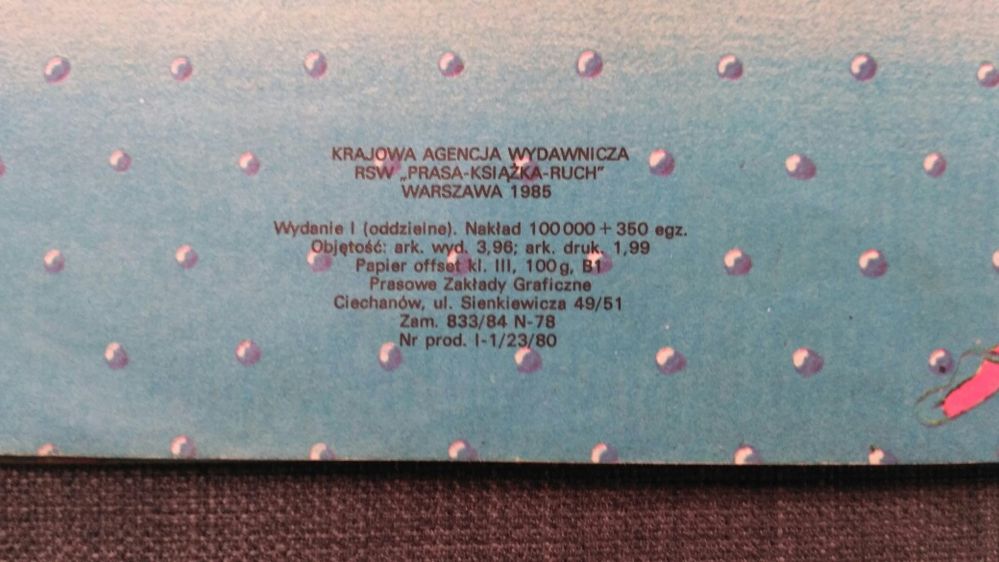 KRAJOWA AGENCJA WYDAWNICZA
RSW „PRASA-KSIĄŻKA-RUCH”
WARSZAWA 1985
Wydanie I (oddzielne). Nakład 100 000 + 350 egz.
Objętość: ark. wyd. 3,96; ark. druk. 1,99
Papier offset kl. III, 100 g, B1
Prasowe Zakłady Graficzne
Ciechanów, ul. Sienkiewicza 49/51
Zam. 833/84 N-78
Nr prod. I-1/23/80